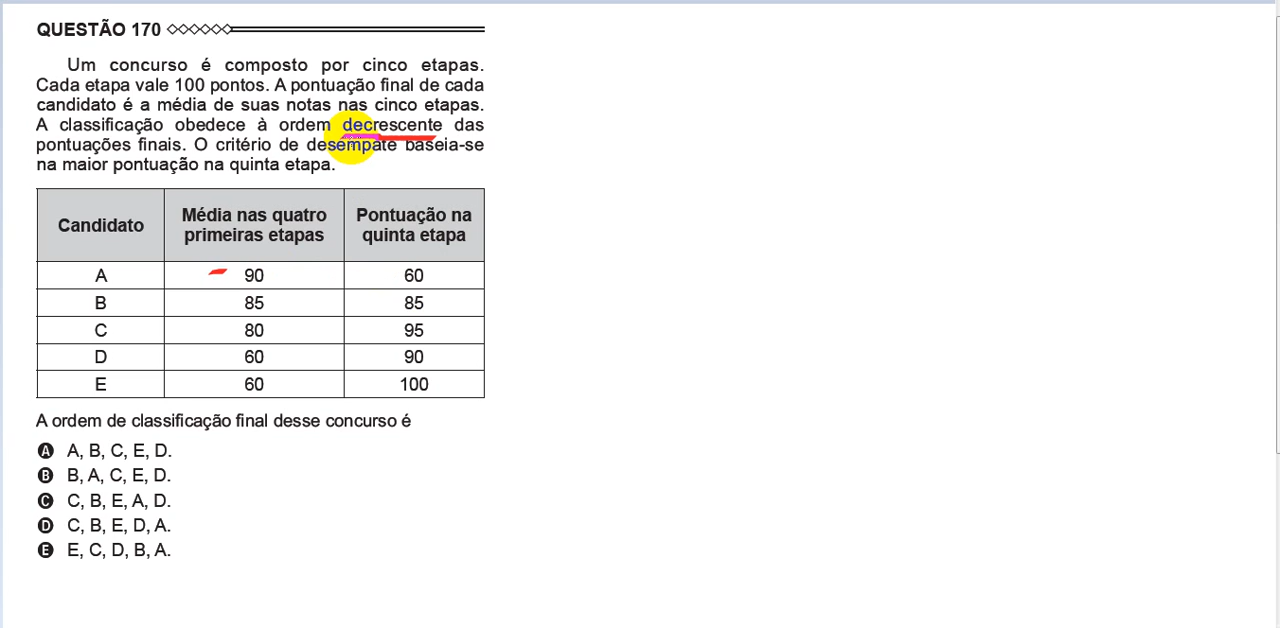 QUESTÃO 170
Um concurso é composto por cinco etapas.
Cada etapa vale 100 pontos. A pontuação final de cada
candidato é a média de suas notas nas cinco etapas.
A classificação obedece à ordem decrescente das
pontuações finais. O critério de desempate baseia-se
na maior pontuação na quinta etapa.
Candidato Média nas quatro primeiras etapas Pontuação na quinta etapa
A 90 60
B 85 85
C 80 95
D 60 90
E 60 100
A ordem de classificação final desse concurso é
A A, B, C, E, D.
B B, A, C, E, D.
C C, B, E, A, D.
D C, B, E, D, A.
E E, C, D, B, A.